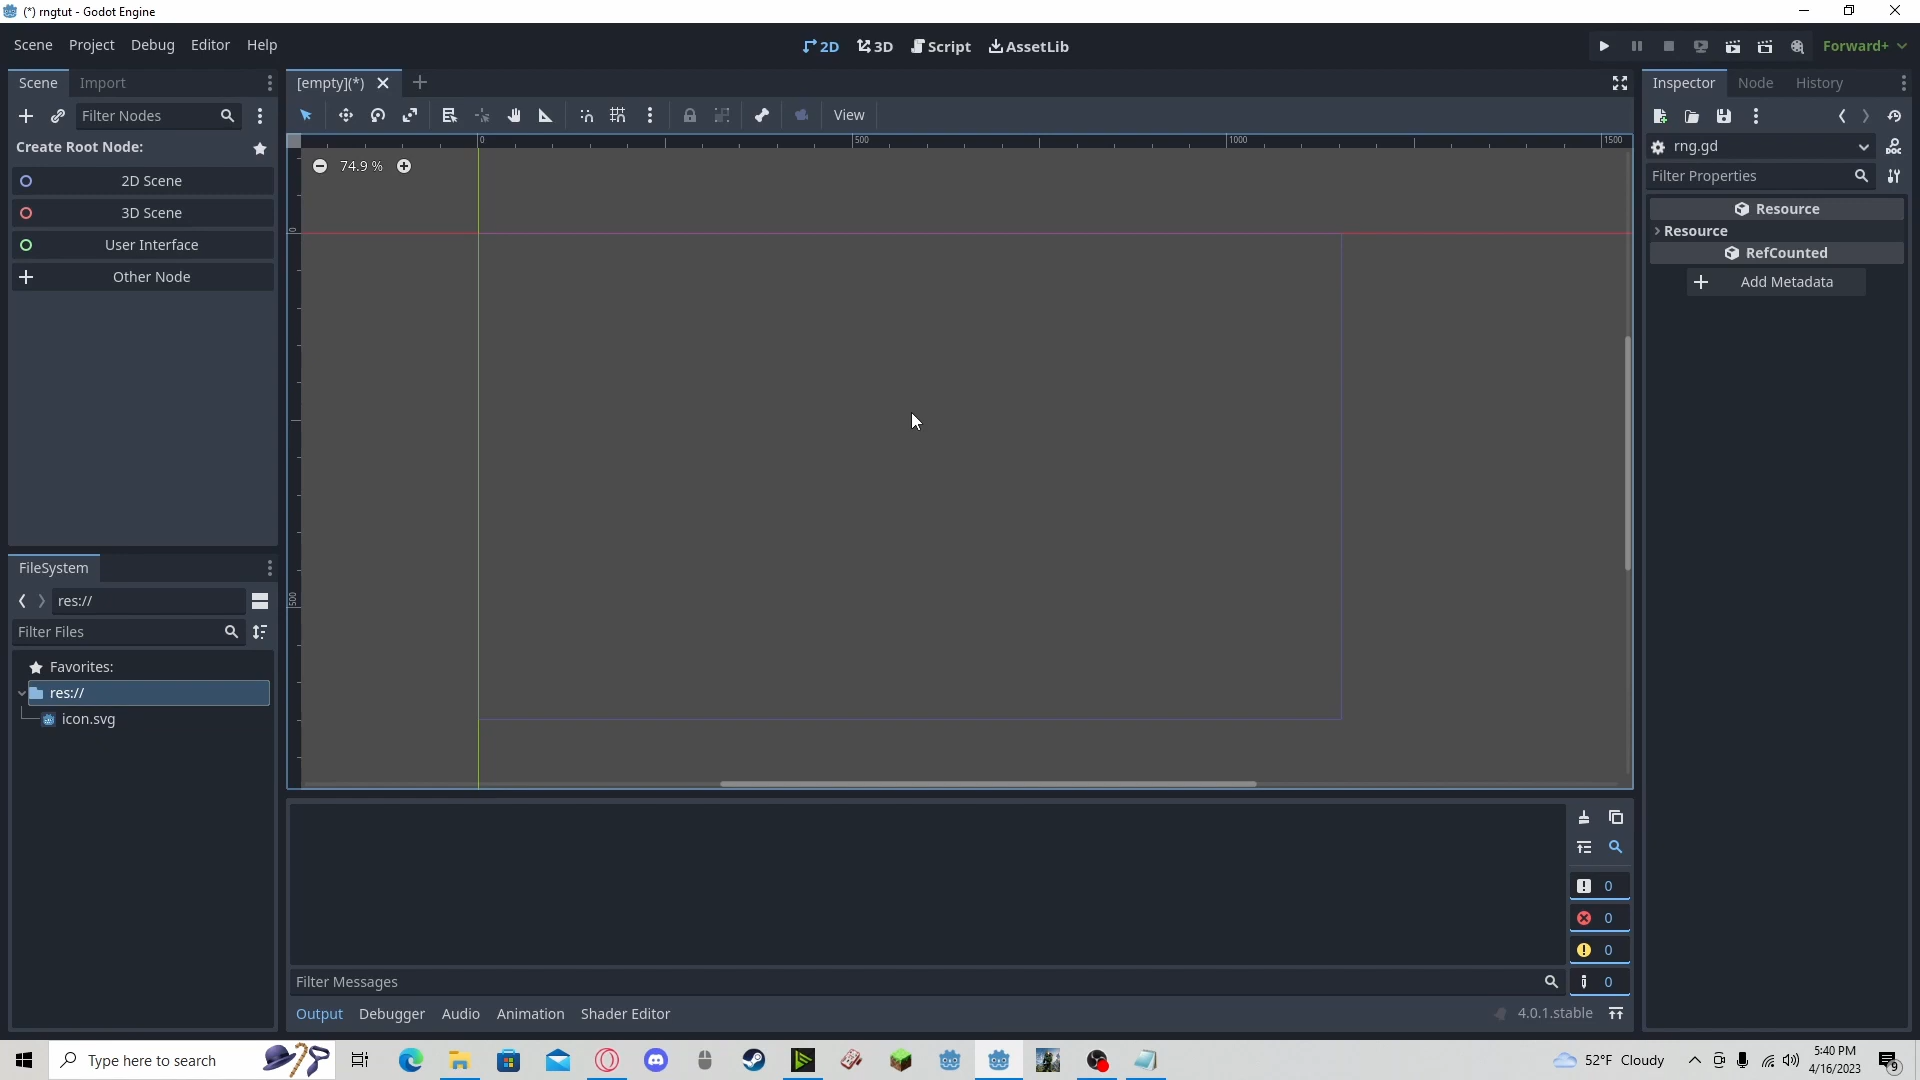 (*) rngtut - Godot Engine
Scene Project Debug Editor Help
2D 3D Script AssetLib
Forward+
Scene Import
[empty](*)
Inspector Node History
Filter Nodes
View
Create Root Node:
rng.gd
0 500 1000 1500
74.9 %
Filter Properties
2D Scene
3D Scene
User Interface
Other Node
Resource
Resource
RefCounted
Add Metadata
0
500
FileSystem
res://
Filter Files
Favorites:
res://
icon.svg
0
0
0
0
Filter Messages
Output Debugger Audio Animation Shader Editor
4.0.1.stable
Type here to search
52°F Cloudy
5:40 PM
4/16/2023
9